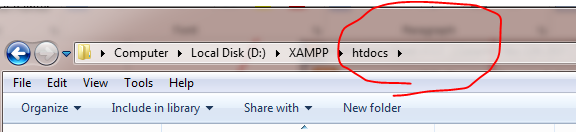 Computer Local Disk (D:) XAMPP htdocs
File Edit View Tools Help
Organize Include in library Share with New folder